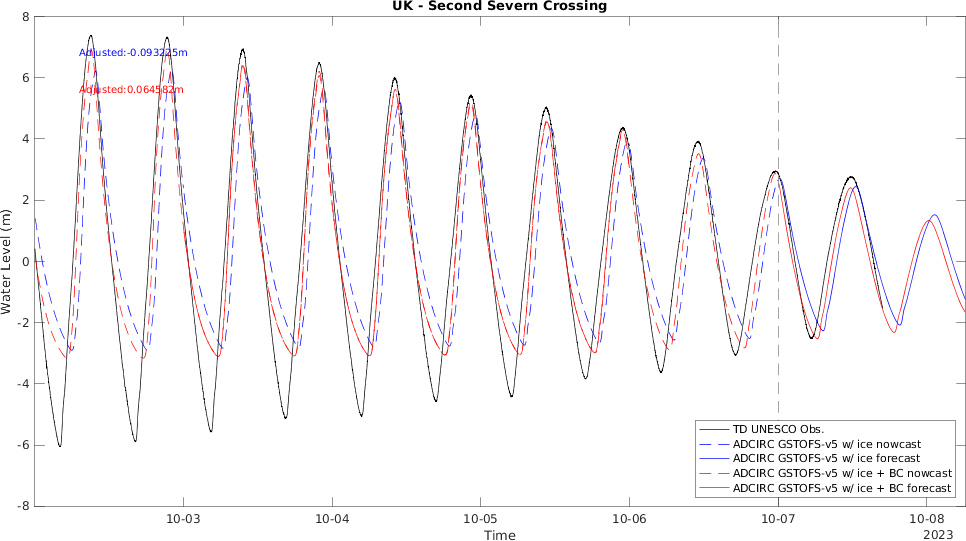 UK - Second Severn Crossing
8
6
4
2
0
-2
-4
-6
-8
Water Level (m)
Adjusted:-0.093225m
Adjusted:0.064582m
TD UNESCO Obs.
ADCIRC GSTOFS-v5 w/ ice nowcast
ADCIRC GSTOFS-v5 w/ ice forecast
ADCIRC GSTOFS-v5 w/ ice + BC nowcast
ADCIRC GSTOFS-v5 w/ ice + BC forecast
10-03 10-04 10-05 10-06 10-07 10-08
Time
2023